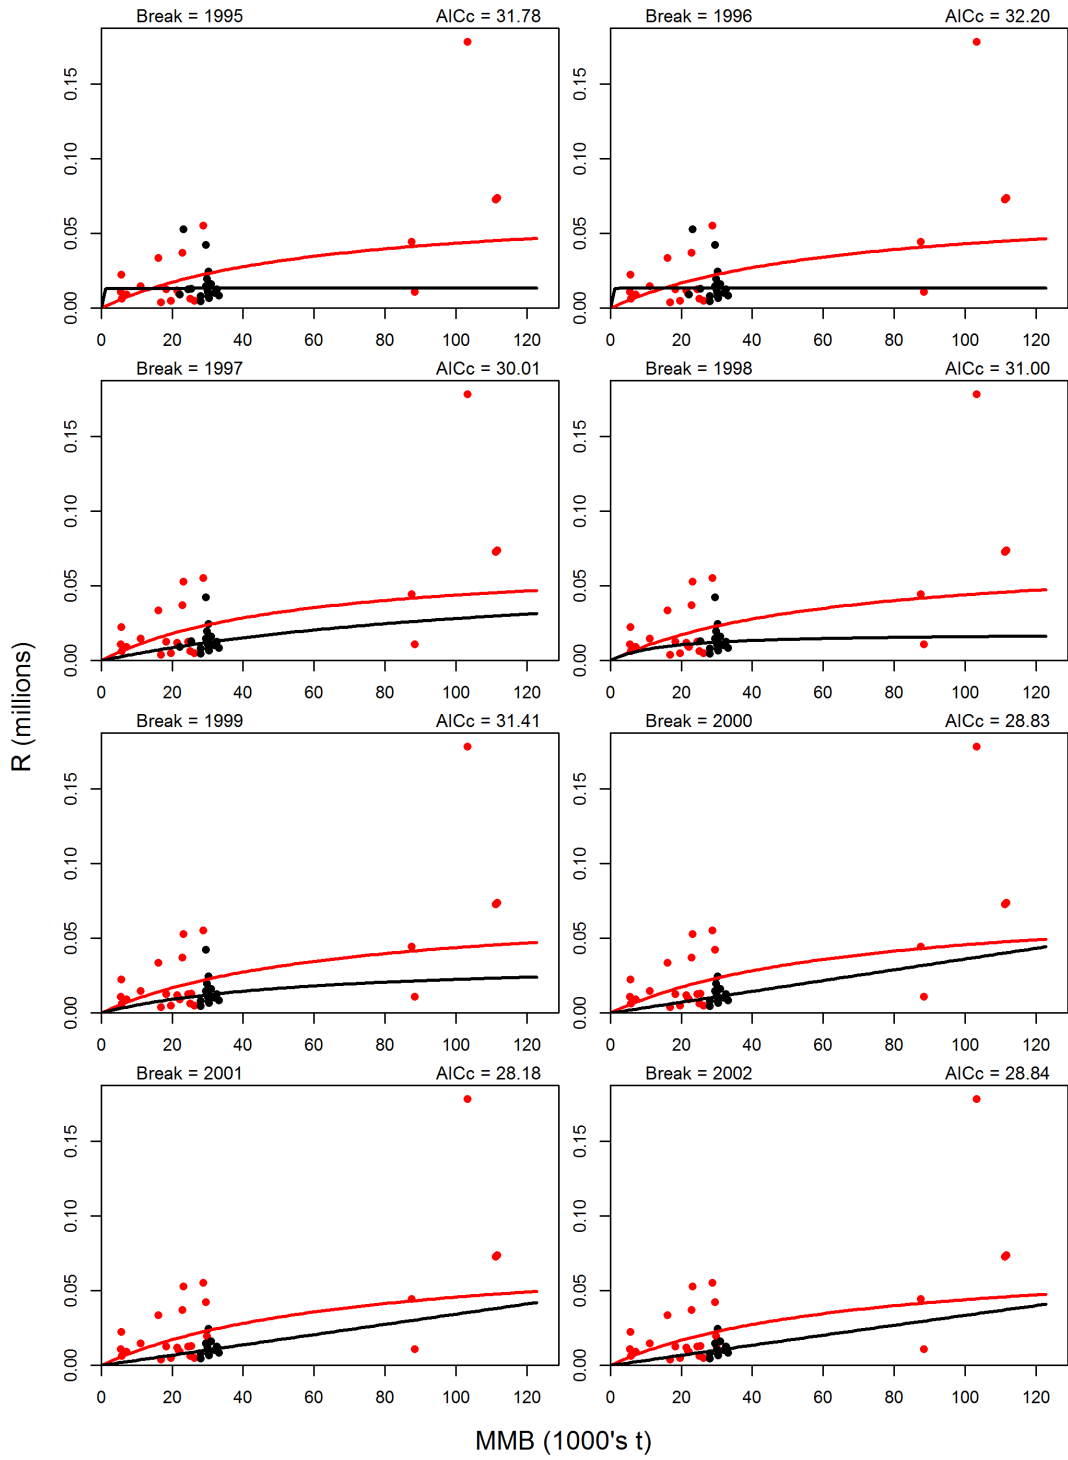 Break = 1995 AICc = 31.78 Break = 1996 AICc = 32.20
0.15 0.15
0.10 0.10
0.05 0.05
0.00 0.00
0 20 40 60 80 100 120 0 20 40 60 80 100 120
Break = 1997 AICc = 30.01 Break = 1998 AICc = 31.00
0.15 0.15
0.10 0.10
0.05 0.05
0.00 0.00
0 20 40 60 80 100 120 0 20 40 60 80 100 120
R (millions)
Break = 1999 AICc = 31.41 Break = 2000 AICc = 28.83
0.15 0.15
0.10 0.10
0.05 0.05
0.00 0.00
0 20 40 60 80 100 120 0 20 40 60 80 100 120
Break = 2001 AICc = 28.18 Break = 2002 AICc = 28.84
0.15 0.15
0.10 0.10
0.05 0.05
0.00 0.00
0 20 40 60 80 100 120 0 20 40 60 80 100 120
MMB (1000's t)